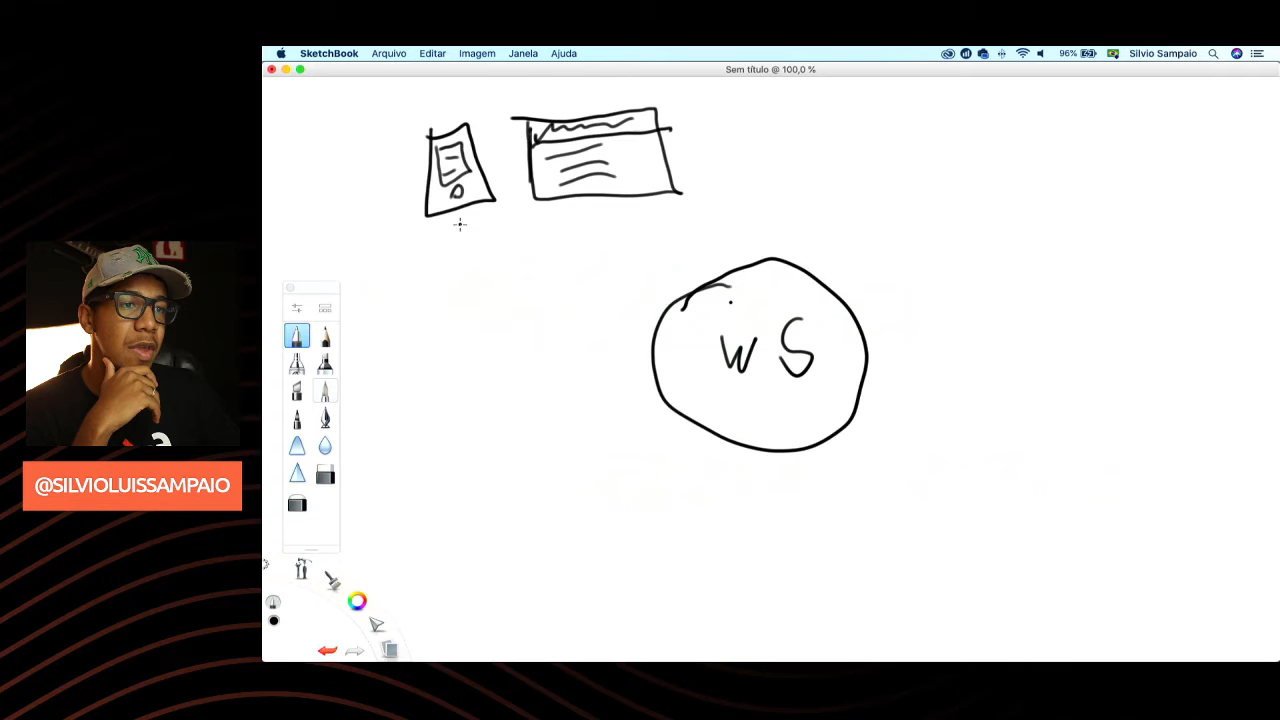 SketchBook Arquivo Editar Imagem Janela Ajuda 96% Silvio Sampaio
Sem título @ 100,0 %
W S
@SILVIOLUISSAMPAIO